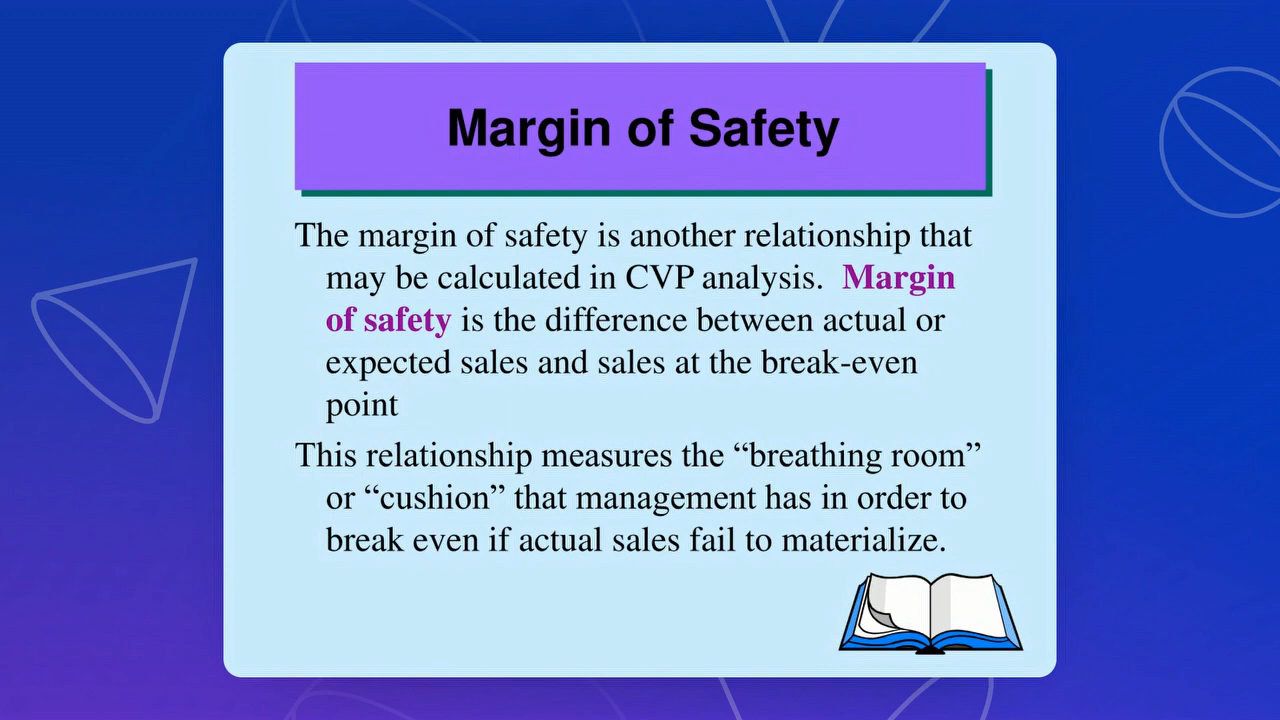 Margin of Safety
The margin of safety is another relationship that
may be calculated in CVP analysis.  Margin
of safety is the difference between actual or
expected sales and sales at the break-even
point
This relationship measures the “breathing room”
or “cushion” that management has in order to
break even if actual sales fail to materialize.